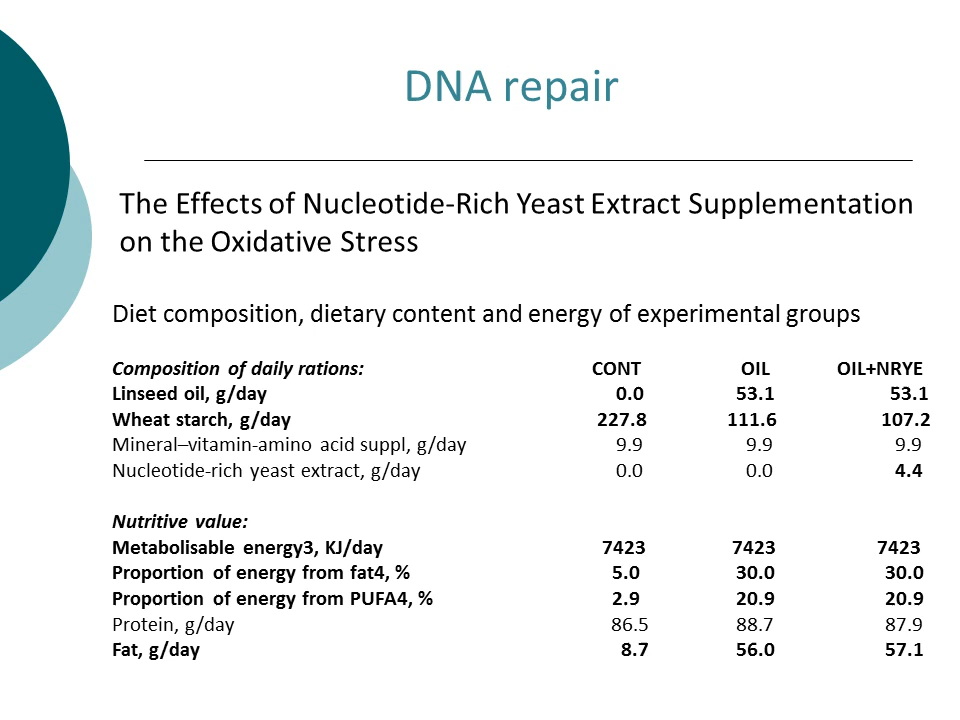 DNA repair
The Effects of Nucleotide-Rich Yeast Extract Supplementation
on the Oxidative Stress
Diet composition, dietary content and energy of experimental groups
Composition of daily rations: CONT OIL OIL+NRYE
Linseed oil, g/day 0.0 53.1 53.1
Wheat starch, g/day 227.8 111.6 107.2
Mineral–vitamin-amino acid suppl, g/day 9.9 9.9 9.9
Nucleotide-rich yeast extract, g/day 0.0 0.0 4.4
Nutritive value:
Metabolisable energy3, KJ/day 7423 7423 7423
Proportion of energy from fat4, % 5.0 30.0 30.0
Proportion of energy from PUFA4, % 2.9 20.9 20.9
Protein, g/day 86.5 88.7 87.9
Fat, g/day 8.7 56.0 57.1